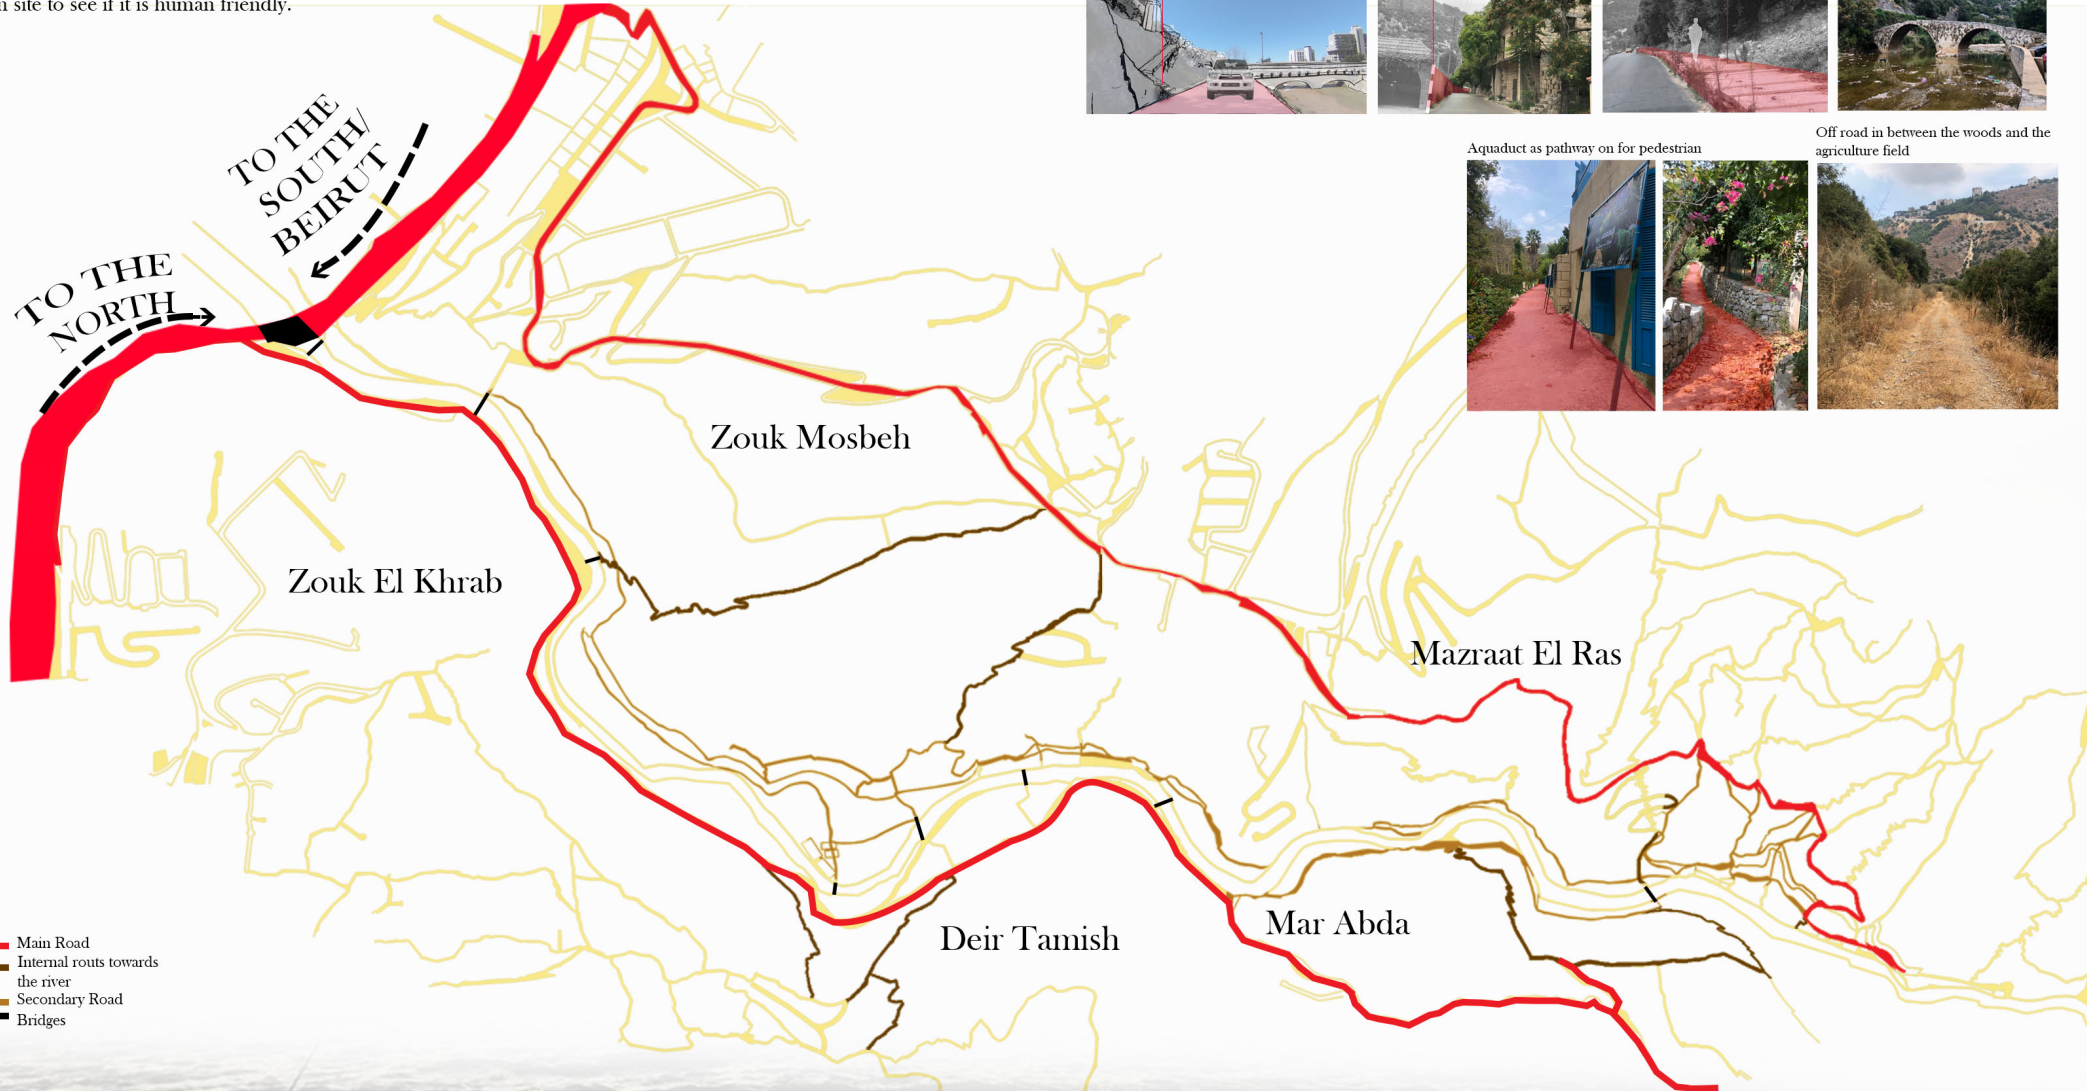 n site to see if it is human friendly.
TO THE
SOUTH/
BEIRUT
TO THE
NORTH
Aquaduct as pathway on for pedestrian
Off road in between the woods and the
agriculture field
Zouk Mosbeh
Zouk El Khrab
Mazraat El Ras
Deir Tamish
Mar Abda
Main Road
Internal routs towards
the river
Secondary Road
Bridges